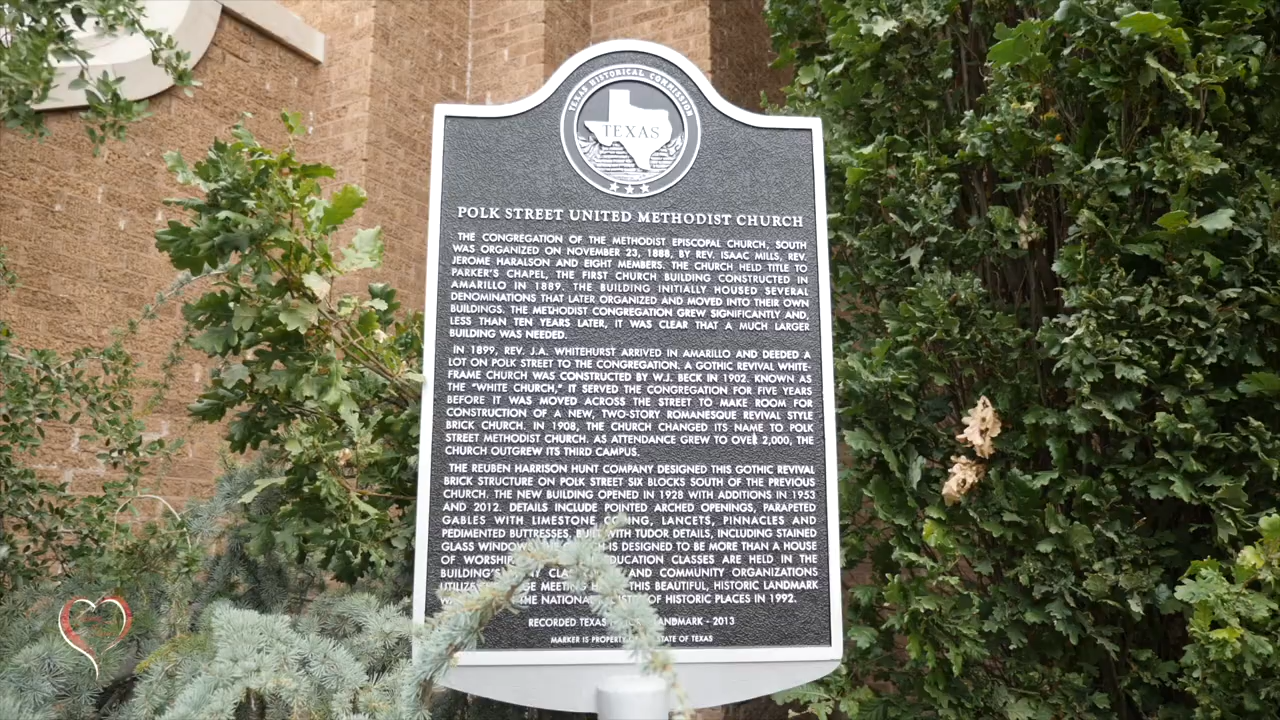 TEXAS HISTORICAL COMMISSION
TEXAS
POLK STREET UNITED METHODIST CHURCH
THE CONGREGATION OF THE METHODIST EPISCOPAL CHURCH, SOUTH
WAS ORGANIZED ON NOVEMBER 23, 1888, BY REV. ISAAC MILLS, REV.
JEROME HARALSON AND EIGHT MEMBERS. THE CHURCH HELD TITLE TO
PARKER'S CHAPEL, THE FIRST CHURCH BUILDING CONSTRUCTED IN
AMARILLO IN 1889. THE BUILDING INITIALLY HOUSED SEVERAL
DENOMINATIONS THAT LATER ORGANIZED AND MOVED INTO THEIR OWN
BUILDINGS. THE METHODIST CONGREGATION GREW SIGNIFICANTLY AND,
LESS THAN TEN YEARS LATER, IT WAS CLEAR THAT A MUCH LARGER
BUILDING WAS NEEDED.
IN 1899, REV. J.A. WHITEHURST ARRIVED IN AMARILLO AND DEEDED A
LOT ON POLK STREET TO THE CONGREGATION. A GOTHIC REVIVAL WHITE-
FRAME CHURCH WAS CONSTRUCTED BY W.J. BECK IN 1902. KNOWN AS
THE "WHITE CHURCH," IT SERVED THE CONGREGATION FOR FIVE YEARS
BEFORE IT WAS MOVED ACROSS THE STREET TO MAKE ROOM FOR
CONSTRUCTION OF A NEW, TWO-STORY ROMANESQUE REVIVAL STYLE
BRICK CHURCH. IN 1908, THE CHURCH CHANGED ITS NAME TO POLK
STREET METHODIST CHURCH. AS ATTENDANCE GREW TO OVER 2,000, THE
CHURCH OUTGREW ITS THIRD CAMPUS.
THE REUBEN HARRISON HUNT COMPANY DESIGNED THIS GOTHIC REVIVAL
BRICK STRUCTURE ON POLK STREET SIX BLOCKS SOUTH OF THE PREVIOUS
CHURCH. THE NEW BUILDING OPENED IN 1928 WITH ADDITIONS IN 1953
AND 2012. DETAILS INCLUDE POINTED ARCHED OPENINGS, PARAPETED
GABLES WITH LIMESTONE COPING, LANCETS, PINNACLES AND
PEDIMENTED BUTTRESSES, BUILT WITH TUDOR DETAILS, INCLUDING STAINED
GLASS IS DESIGNED TO BE MORE THAN A HOUSE
OF WORSHIP EDUCATION CLASSES ARE HELD IN THE
BUILDING'S AND COMMUNITY ORGANIZATIONS
MEETING THIS BEAUTIFUL, HISTORIC LANDMARK
THE NATIONAL OF HISTORIC PLACES IN 1992.
RECORDED TEXAS LANDMARK - 2013
MARKER IS PROPERTY STATE OF TEXAS